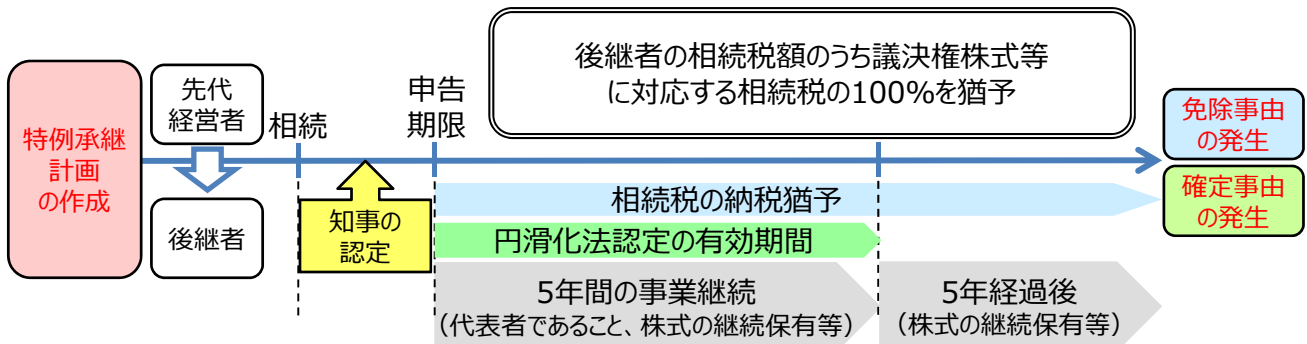 特例承継
計画
の作成
先代
経営者
後継者
相続
知事の
認定
申告
期限
後継者の相続税額のうち議決権株式等
に対応する相続税の100%を猶予
相続税の納税猶予
円滑化法認定の有効期間
5年間の事業継続
（代表者であること、株式の継続保有等）
5年経過後
（株式の継続保有等）
免除事由
の発生
確定事由
の発生